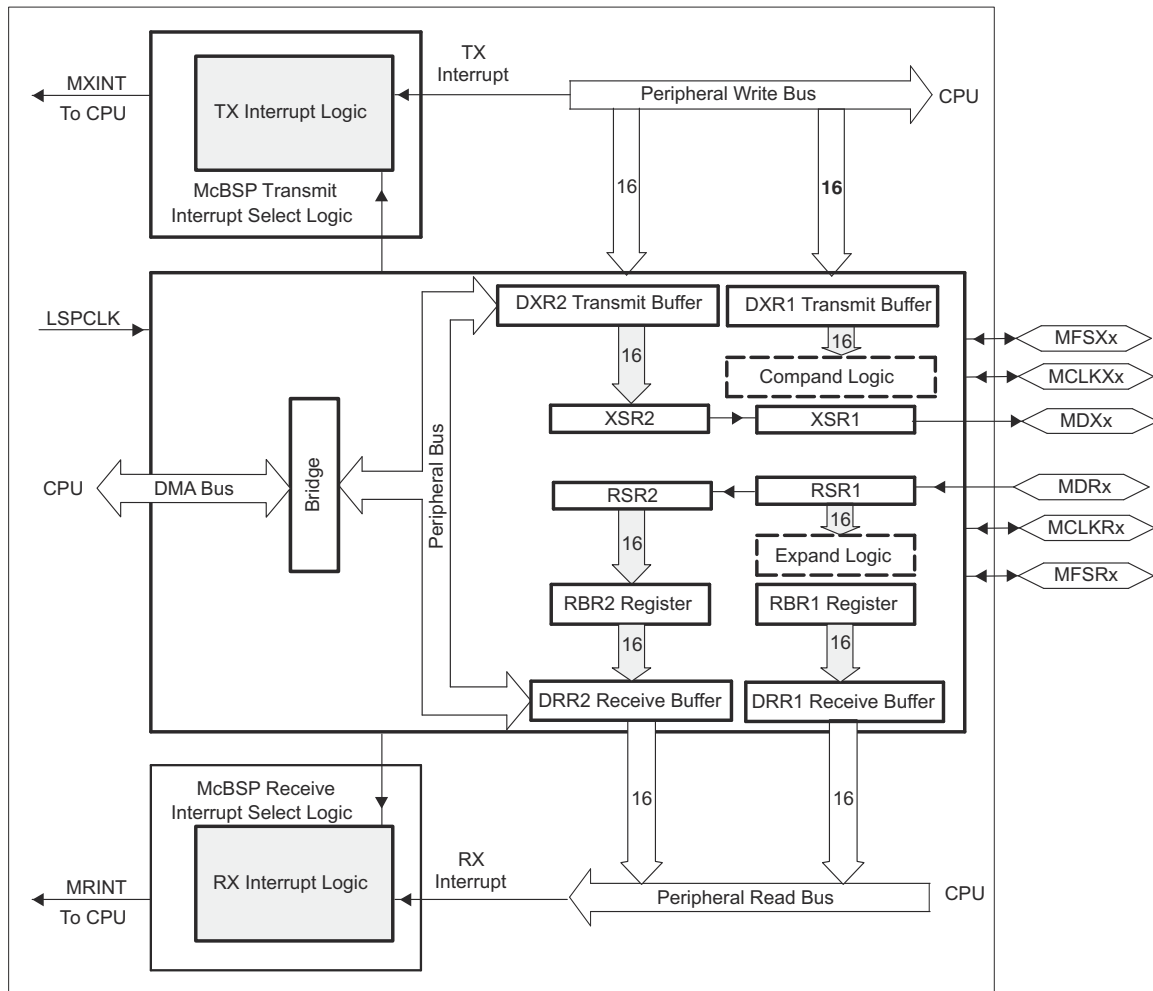 TX
Interrupt
MXINT
To CPU
TX Interrupt Logic
Peripheral Write Bus
CPU
McBSP Transmit
Interrupt Select Logic
16
16
LSPCLK
DXR2 Transmit Buffer
DXR1 Transmit Buffer
16
16
Compand Logic
MFSXx
MCLKXx
XSR2
XSR1
MDXx
CPU
DMA Bus
Bridge
Peripheral Bus
RSR2
RSR1
MDRx
16
16
Expand Logic
MCLKRx
MFSRx
RBR2 Register
RBR1 Register
16
16
DRR2 Receive Buffer
DRR1 Receive Buffer
McBSP Receive
Interrupt Select Logic
16
16
RX Interrupt Logic
RX
Interrupt
MRINT
To CPU
Peripheral Read Bus
CPU